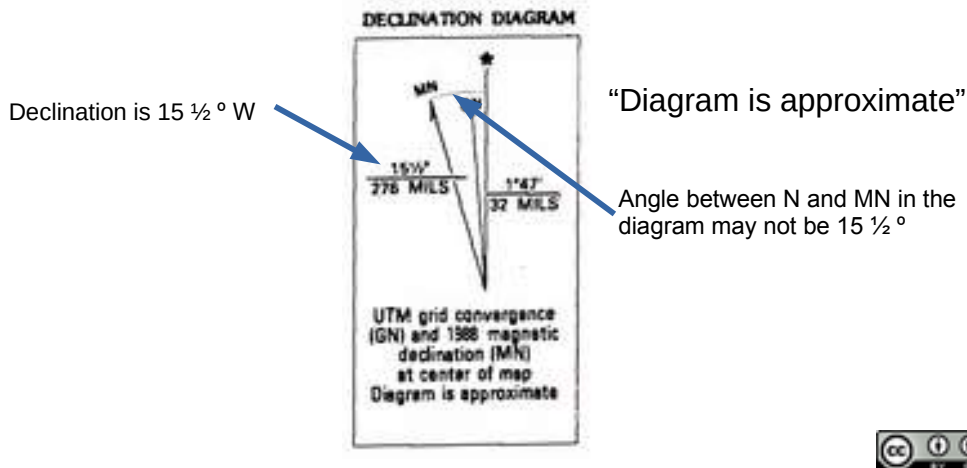 DECLINATION DIAGRAM
Declination is 15 ½ º W
“Diagram is approximate”
MN
15½°
276 MILS
1°47'
32 MILS
Angle between N and MN in the
diagram may not be 15 ½ º
UTM grid convergence
(GN) and 1988 magnetic
declination (MN)
at center of map
Diagram is approximate
cc